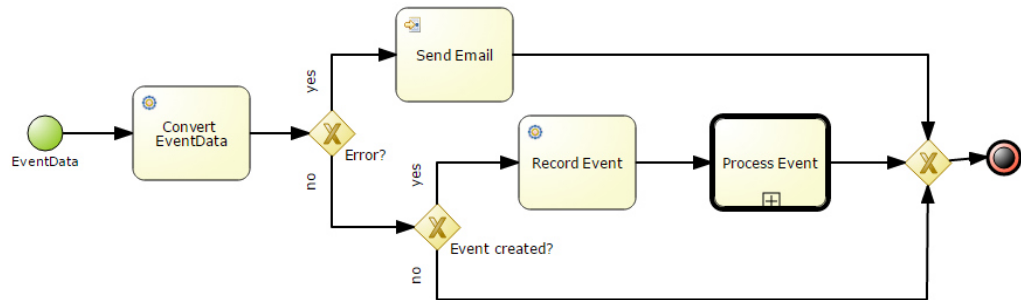 yes
Send Email
Convert
EventData
EventData
Error?
no
yes
Record Event
Process Event
Event created?
no